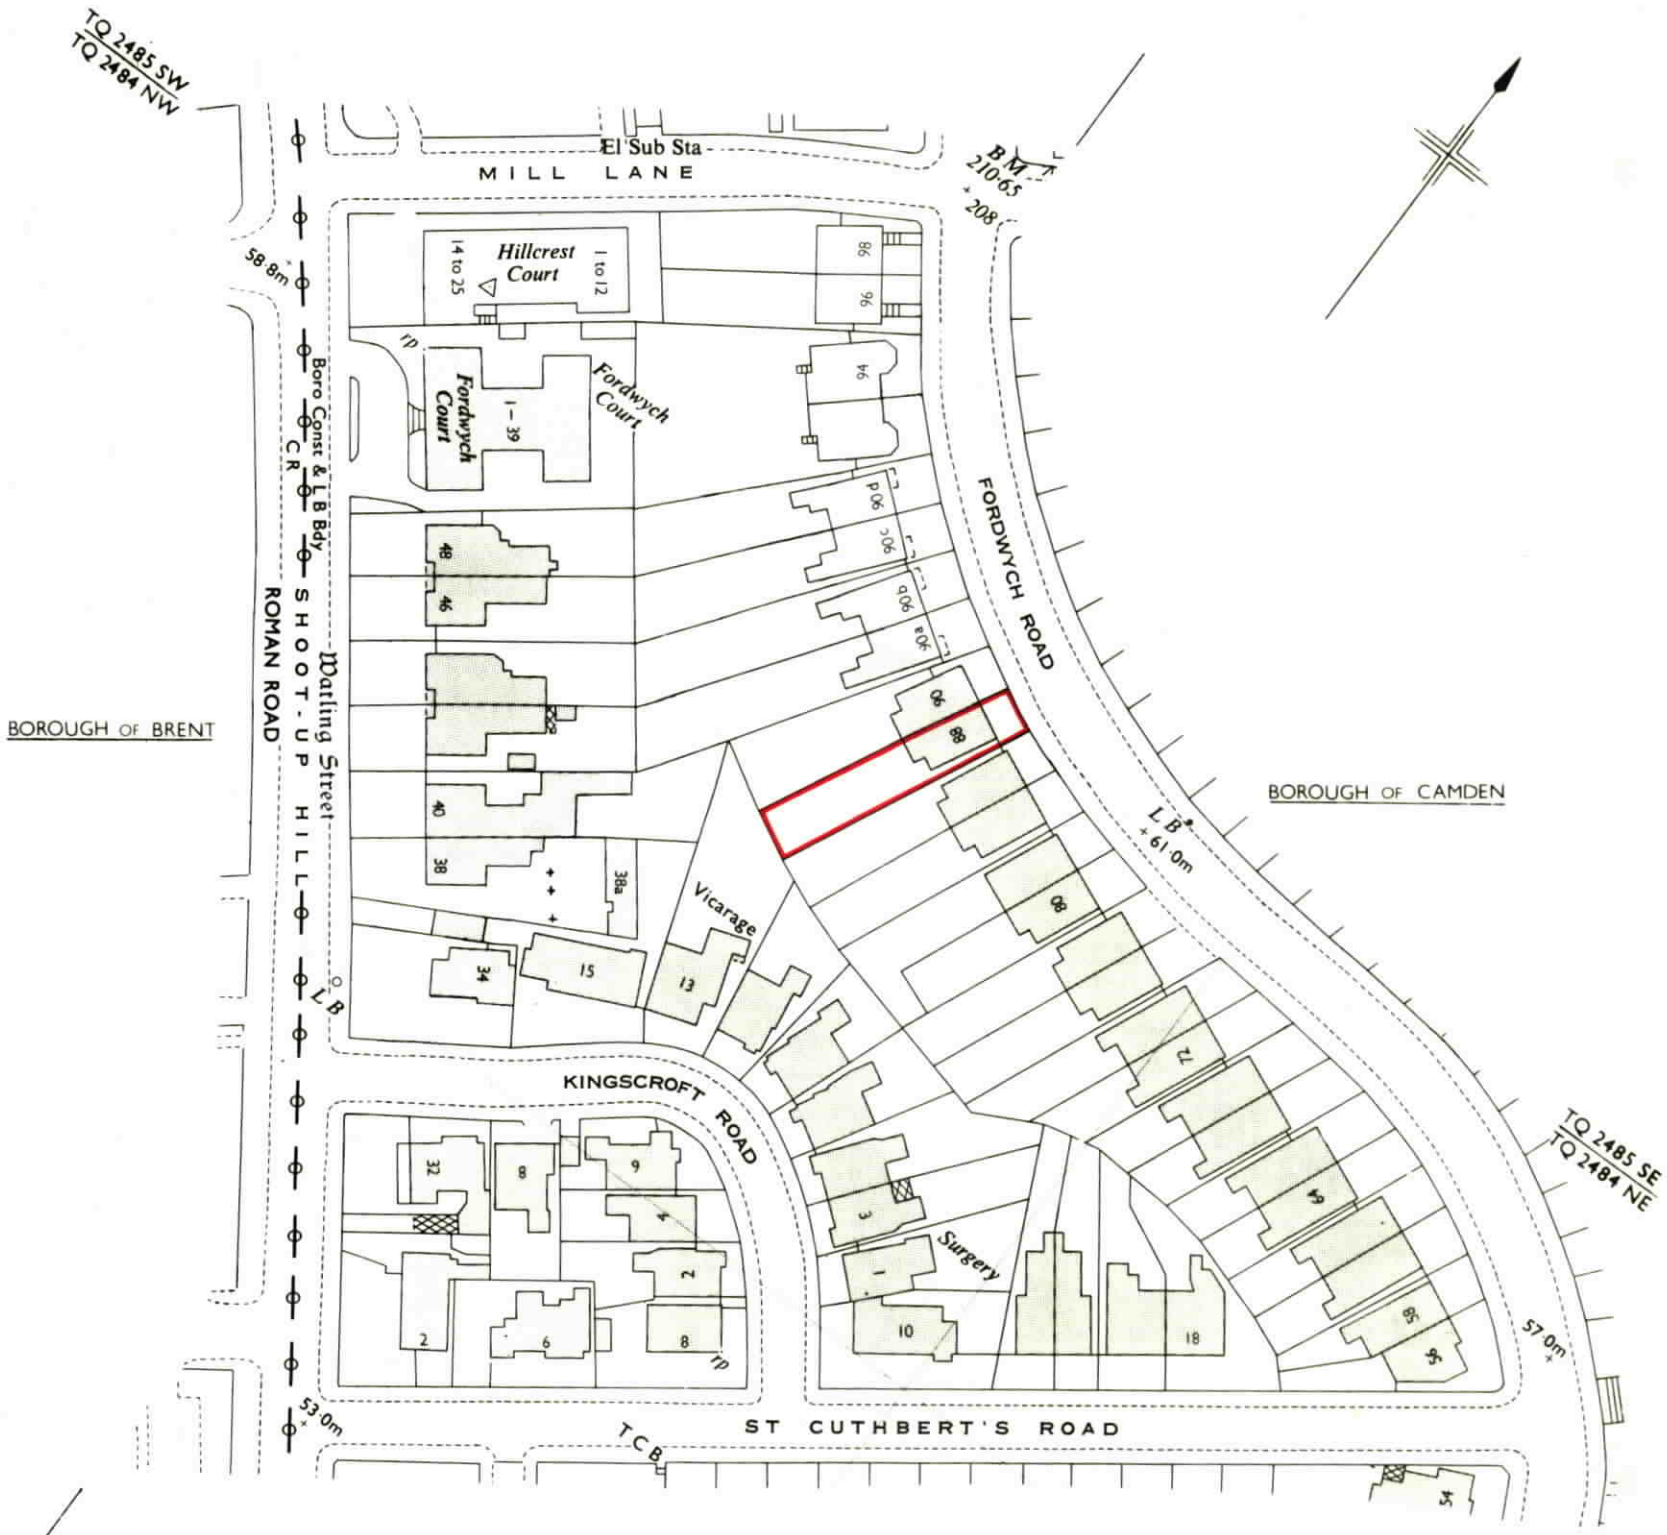 TQ 2485 SW
TQ 2484 NW
El Sub Sta
MILL LANE
BM
210·65
208
58·8m
14 to 25
Hillcrest
Court
1 to 12
98
96
rp
Fordwych
Court
1–39
Fordwych
Court
94
Boro Const & LB Bdy
CR
90d
90c
90b
90a
FORDWYCH ROAD
48
46
ROMAN ROAD
SHOOT-UP HILL
Watling Street
BOROUGH OF BRENT
90
88
BOROUGH OF CAMDEN
LB
61·0m
40
38
38a
Vicarage
80
34
15
13
LB
72
KINGSCROFT ROAD
TQ 2485 SE
TQ 2484 NE
32
8
9
4
3
64
Surgery
2
1
2
6
8
rp
10
18
58
56
57·0m
53·0m
ST CUTHBERT'S ROAD
TCB
54